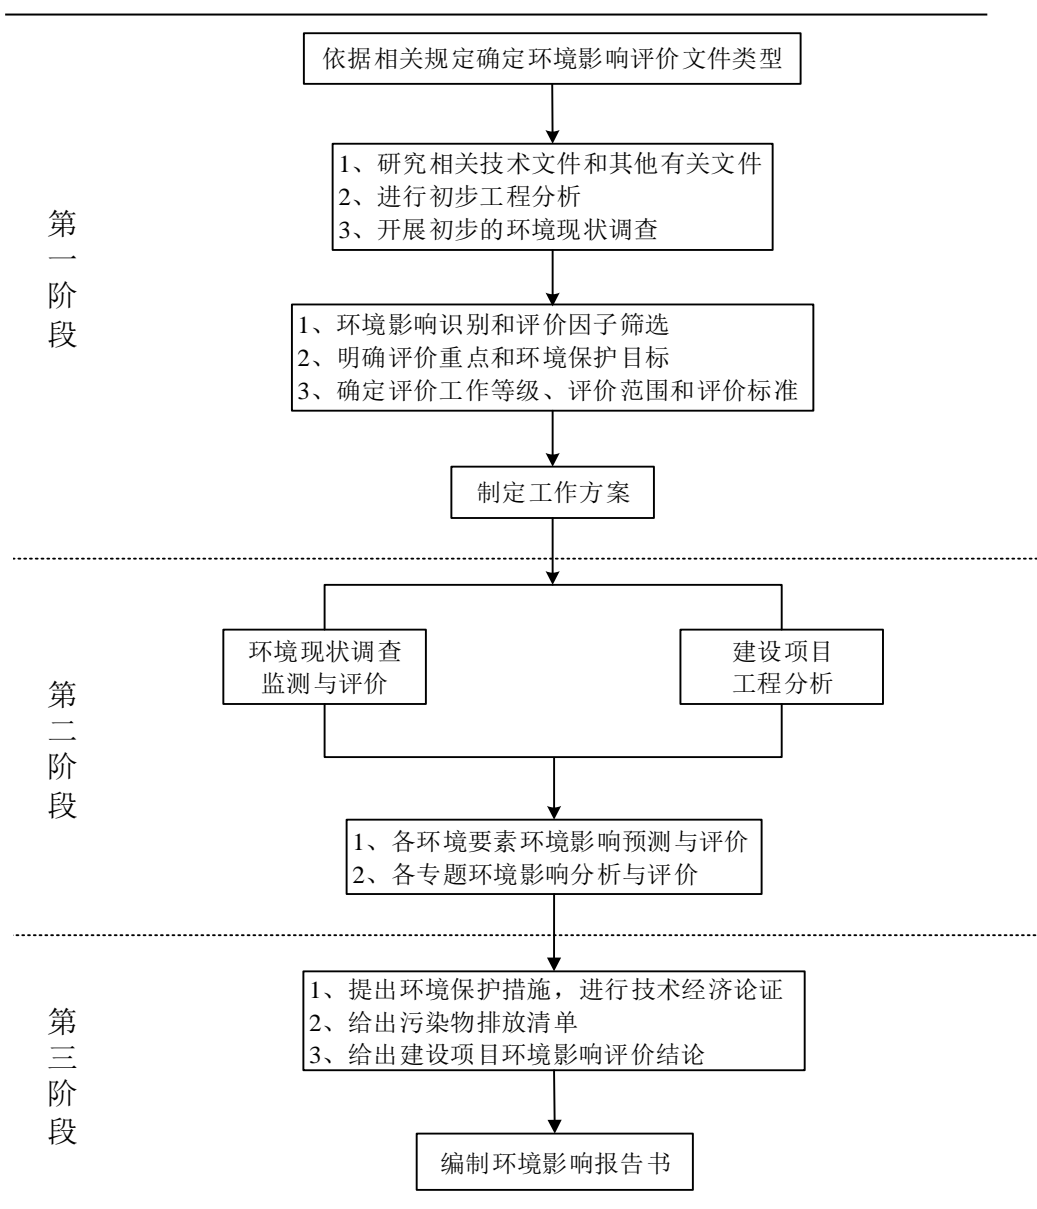 依据相关规定确定环境影响评价文件类型
1、研究相关技术文件和其他有关文件
2、进行初步工程分析
3、开展初步的环境现状调查
第一阶段
1、环境影响识别和评价因子筛选
2、明确评价重点和环境保护目标
3、确定评价工作等级、评价范围和评价标准
制定工作方案
环境现状调查
监测与评价
建设项目
工程分析
第二阶段
1、各环境要素环境影响预测与评价
2、各专题环境影响分析与评价
1、提出环境保护措施，进行技术经济论证
2、给出污染物排放清单
3、给出建设项目环境影响评价结论
第三阶段
编制环境影响报告书